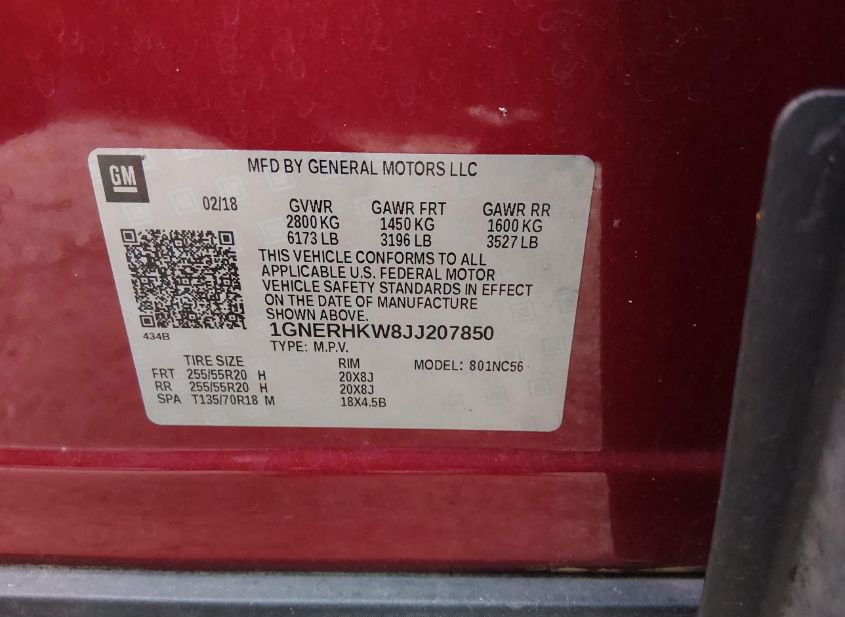 GM
MFD BY GENERAL MOTORS LLC
02/18 GVWR GAWR FRT GAWR RR
2800 KG 1450 KG 1600 KG
6173 LB 3196 LB 3527 LB
THIS VEHICLE CONFORMS TO ALL
APPLICABLE U.S. FEDERAL MOTOR
VEHICLE SAFETY STANDARDS IN EFFECT
ON THE DATE OF MANUFACTURE
SHOWN ABOVE.
434B
1GNERHKW8JJ207850
TYPE: M.P.V.
TIRE SIZE RIM MODEL: 801NC56
FRT 255/55R20 H 20X8J
RR 255/55R20 H 20X8J
SPA T135/70R18 M 18X4.5B